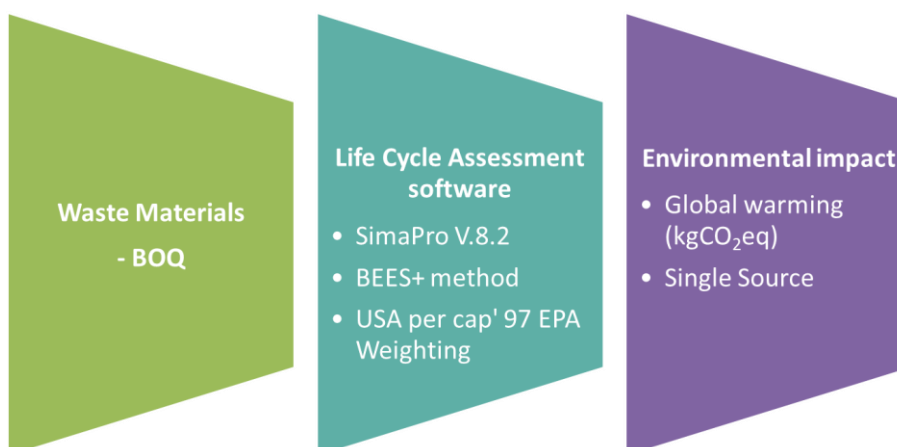 Waste Materials
- BOQ
Life Cycle Assessment
software
• SimaPro V.8.2
• BEES+ method
• USA per cap' 97 EPA
Weighting
Environmental impact
• Global warming
(kgCO₂eq)
• Single Source